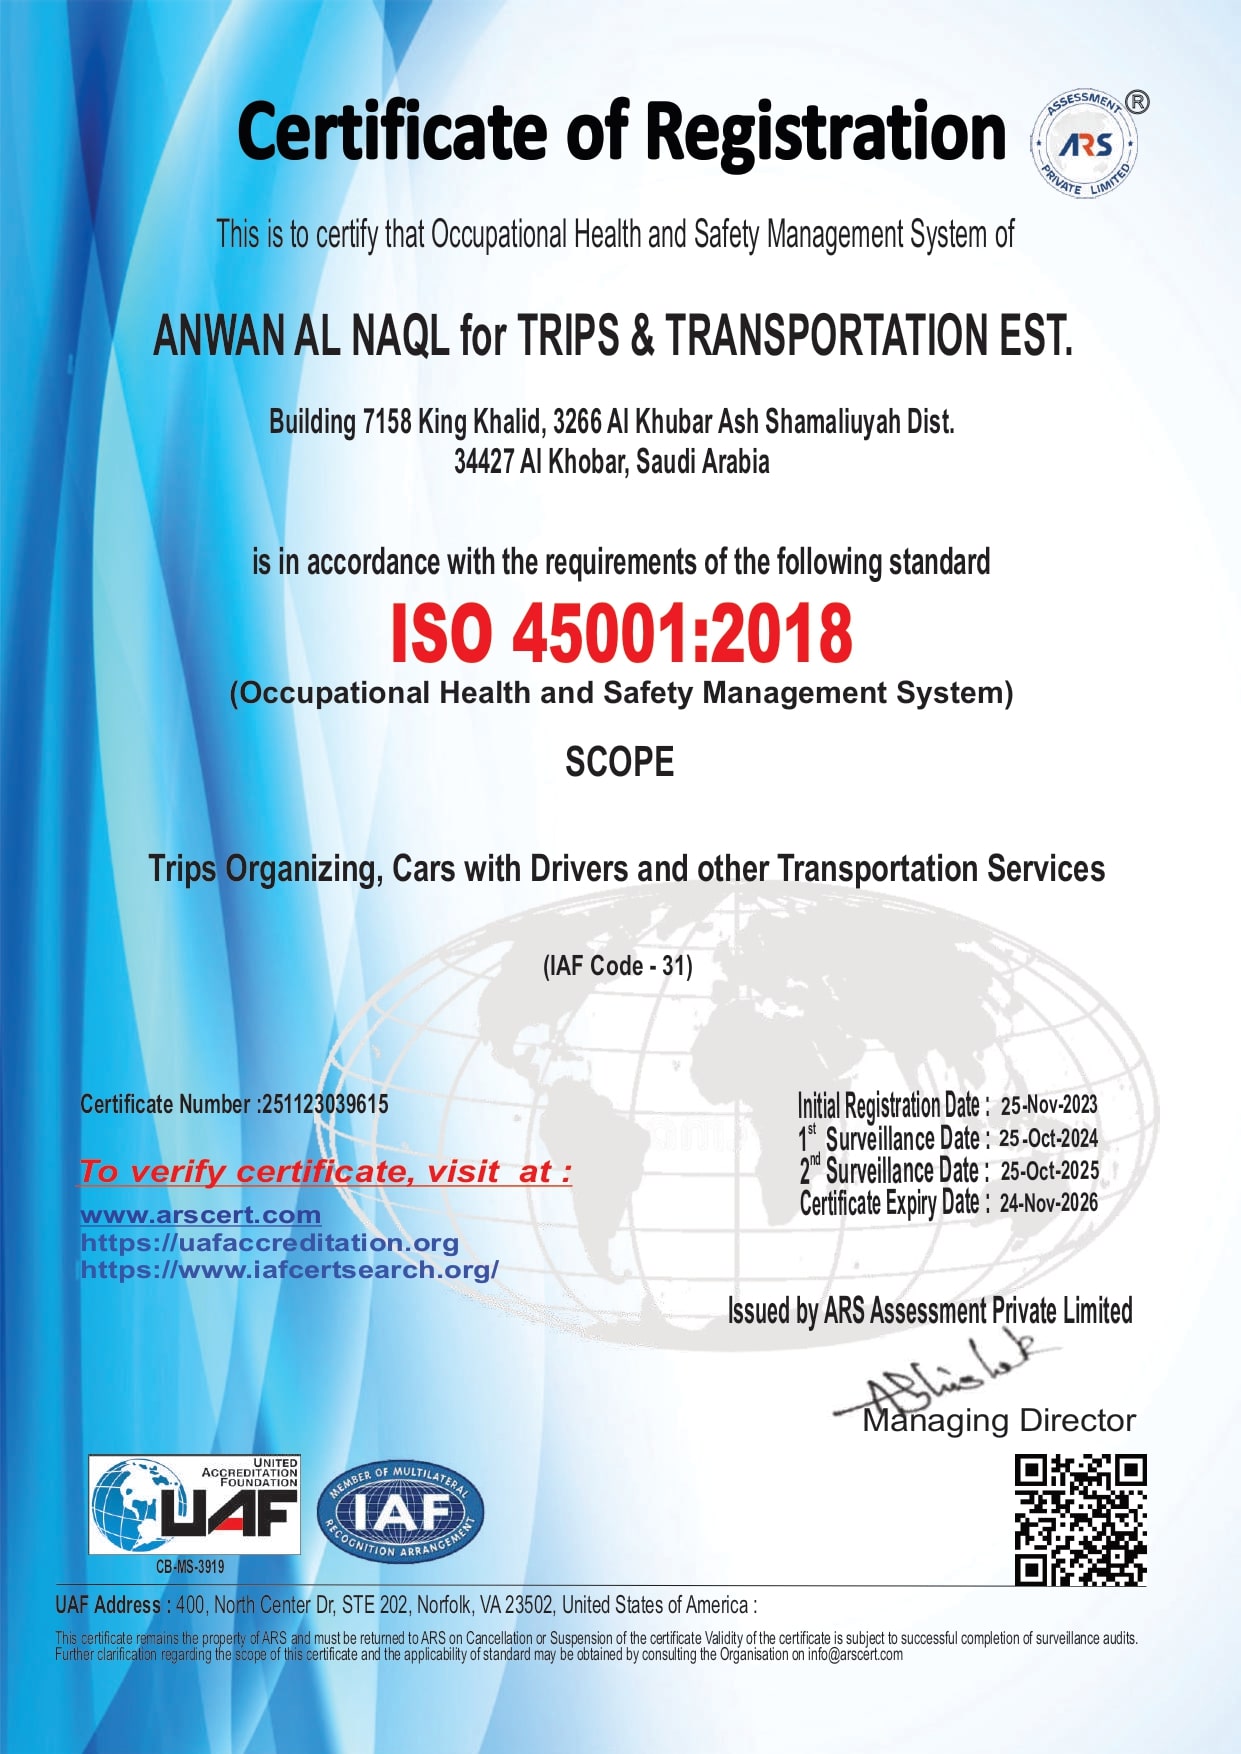 Certificate of Registration
ASSESSMENT
ARS
PRIVATE LIMITED
®
This is to certify that Occupational Health and Safety Management System of
ANWAN AL NAQL for TRIPS & TRANSPORTATION EST.
Building 7158 King Khalid, 3266 Al Khubar Ash Shamaliuyah Dist.
34427 Al Khobar, Saudi Arabia
is in accordance with the requirements of the following standard
ISO 45001:2018
(Occupational Health and Safety Management System)
SCOPE
Trips Organizing, Cars with Drivers and other Transportation Services
(IAF Code - 31)
Certificate Number :251123039615
Initial Registration Date : 25-Nov-2023
1st Surveillance Date : 25-Oct-2024
2nd Surveillance Date : 25-Oct-2025
Certificate Expiry Date : 24-Nov-2026
To verify certificate, visit at :
www.arscert.com
https://uafaccreditation.org
https://www.iafcertsearch.org/
Issued by ARS Assessment Private Limited
Abhishek
Managing Director
UNITED
ACCREDITATION
FOUNDATION
UAF
CB-MS-3919
MEMBER OF MULTILATERAL
IAF
RECOGNITION ARRANGEMENT
UAF Address : 400, North Center Dr, STE 202, Norfolk, VA 23502, United States of America :
This certificate remains the property of ARS and must be returned to ARS on Cancellation or Suspension of the certificate Validity of the certificate is subject to successful completion of surveillance audits.
Further clarification regarding the scope of this certificate and the applicability of standard may be obtained by consulting the Organisation on info@arscert.com